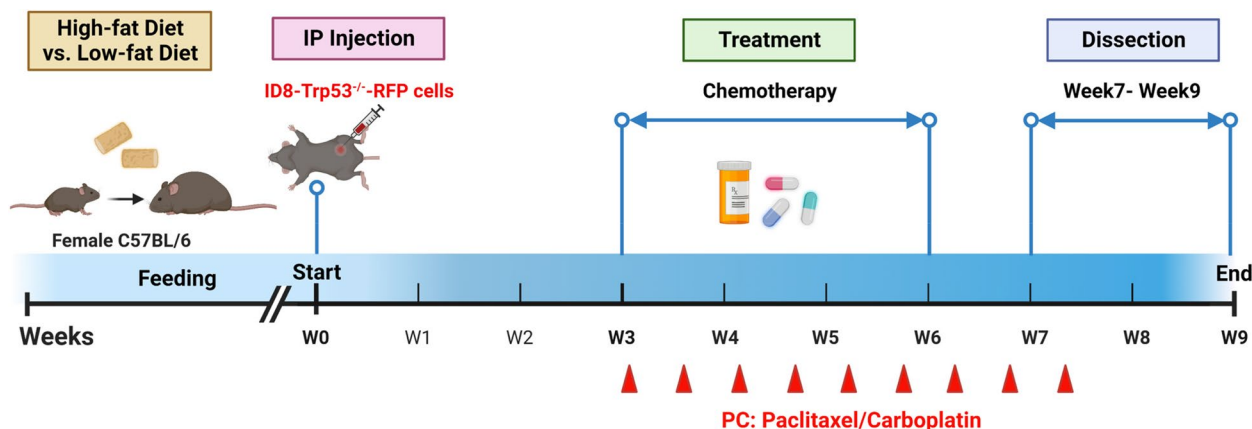 High-fat Diet
vs. Low-fat Diet
IP Injection
Treatment
Dissection
ID8-Trp53⁻/⁻-RFP cells
Chemotherapy
Week7- Week9
Rx
Female C57BL/6
Feeding
Start
End
Weeks
W0
W1
W2
W3
W4
W5
W6
W7
W8
W9
PC: Paclitaxel/Carboplatin